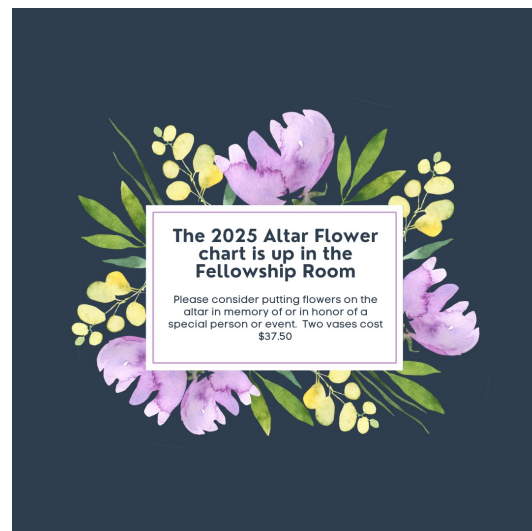 The 2025 Altar Flower
chart is up in the
Fellowship Room
Please consider putting flowers on the
altar in memory of or in honor of a
special person or event. Two vases cost
$37.50